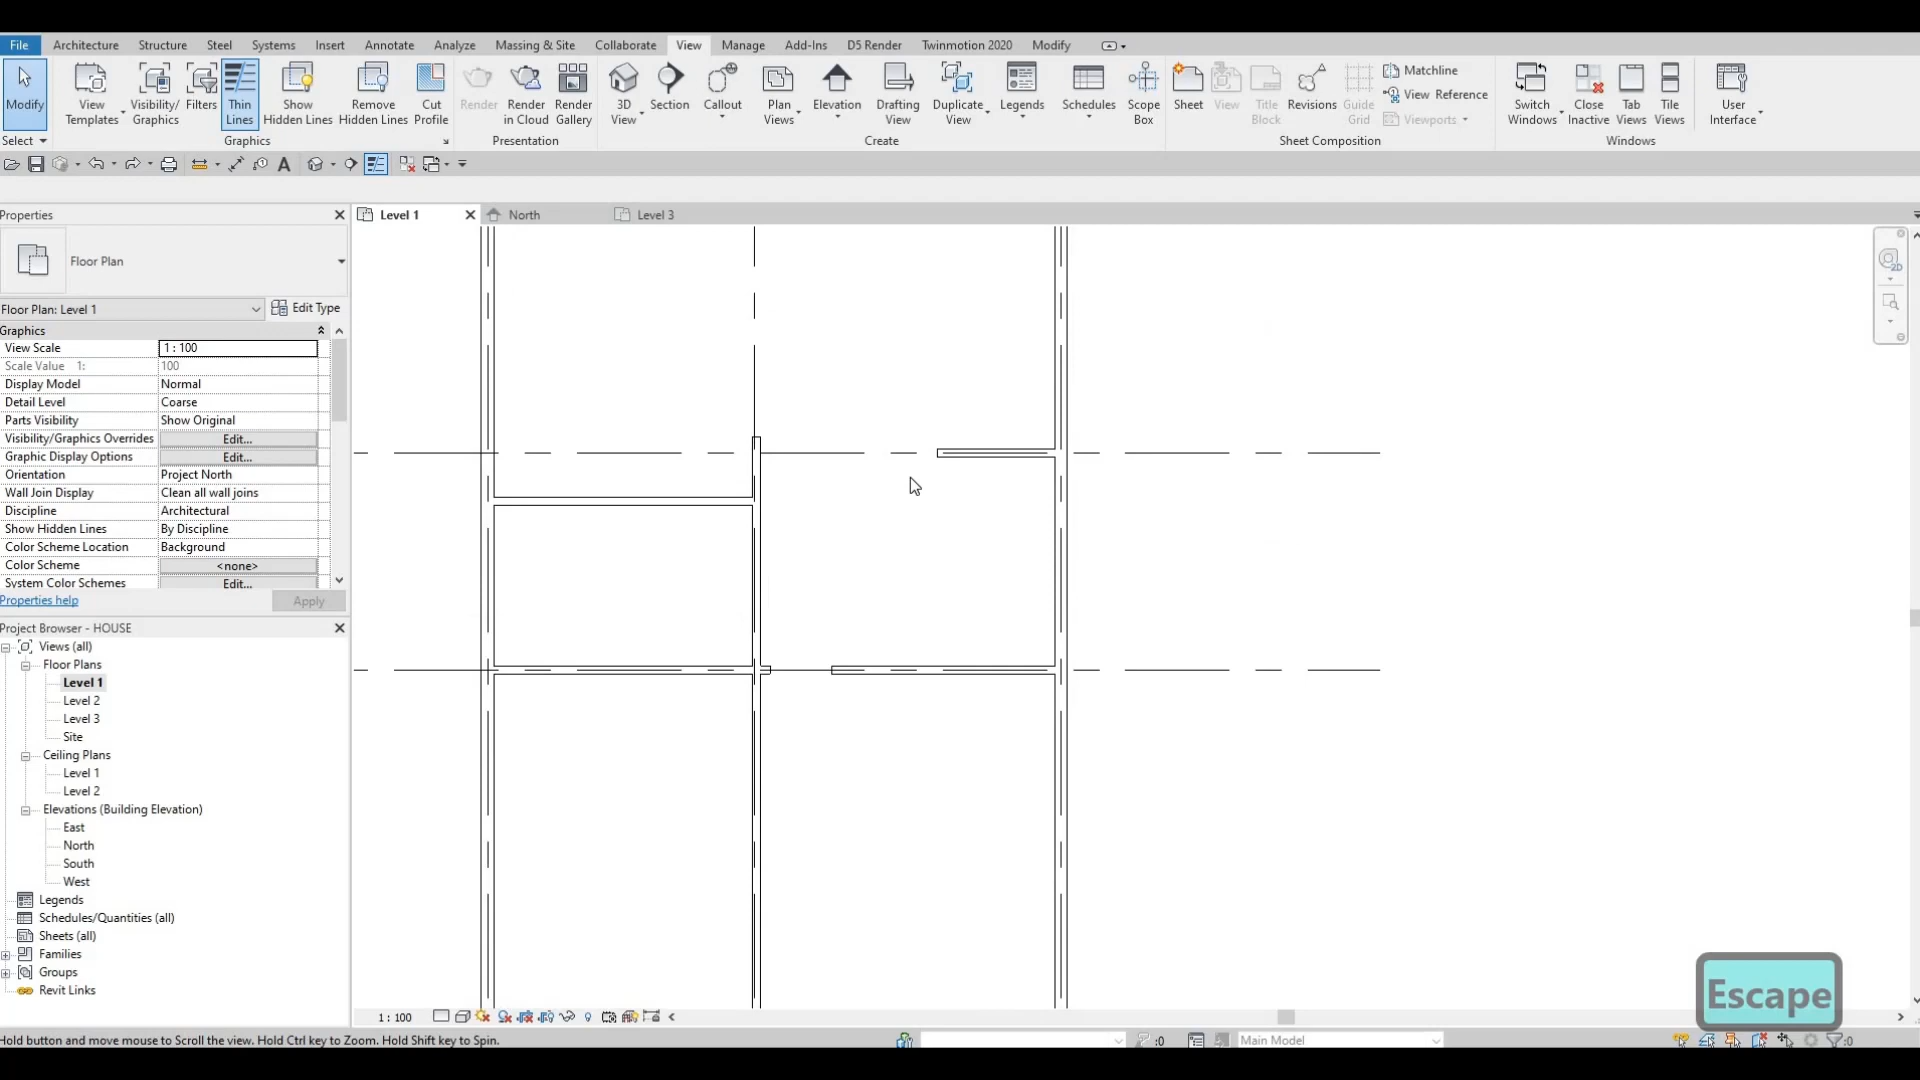 File Architecture Structure Steel Systems Insert Annotate Analyze Massing & Site Collaborate View Manage Add-Ins D5 Render Twinmotion 2020 Modify
Modify
View Templates
Visibility/ Graphics
Filters
Thin Lines
Show Hidden Lines
Remove Hidden Lines
Cut Profile
Render
Render in Cloud
Render Gallery
3D View
Section
Callout
Plan Views
Elevation
Drafting View
Duplicate View
Legends
Schedules
Scope Box
Sheet
View
Title Block
Revisions
Guide Grid
Matchline
View Reference
Viewports
Switch Windows
Close Inactive
Tab Views
Tile Views
User Interface
Select Graphics Presentation Create Sheet Composition Windows
A
Properties
Level 1 North Level 3
Floor Plan
2D
Floor Plan: Level 1 Edit Type
Graphics
View Scale 1 : 100
Scale Value 1: 100
Display Model Normal
Detail Level Coarse
Parts Visibility Show Original
Visibility/Graphics Overrides Edit...
Graphic Display Options Edit...
Orientation Project North
Wall Join Display Clean all wall joins
Discipline Architectural
Show Hidden Lines By Discipline
Color Scheme Location Background
Color Scheme <none>
System Color Schemes Edit...
Properties help Apply
Project Browser - HOUSE
Views (all)
Floor Plans
Level 1
Level 2
Level 3
Site
Ceiling Plans
Level 1
Level 2
Elevations (Building Elevation)
East
North
South
West
Legends
Schedules/Quantities (all)
Sheets (all)
Families
Groups
Revit Links
Escape
1 : 100
Hold button and move mouse to Scroll the view. Hold Ctrl key to Zoom. Hold Shift key to Spin. :0 Main Model :0